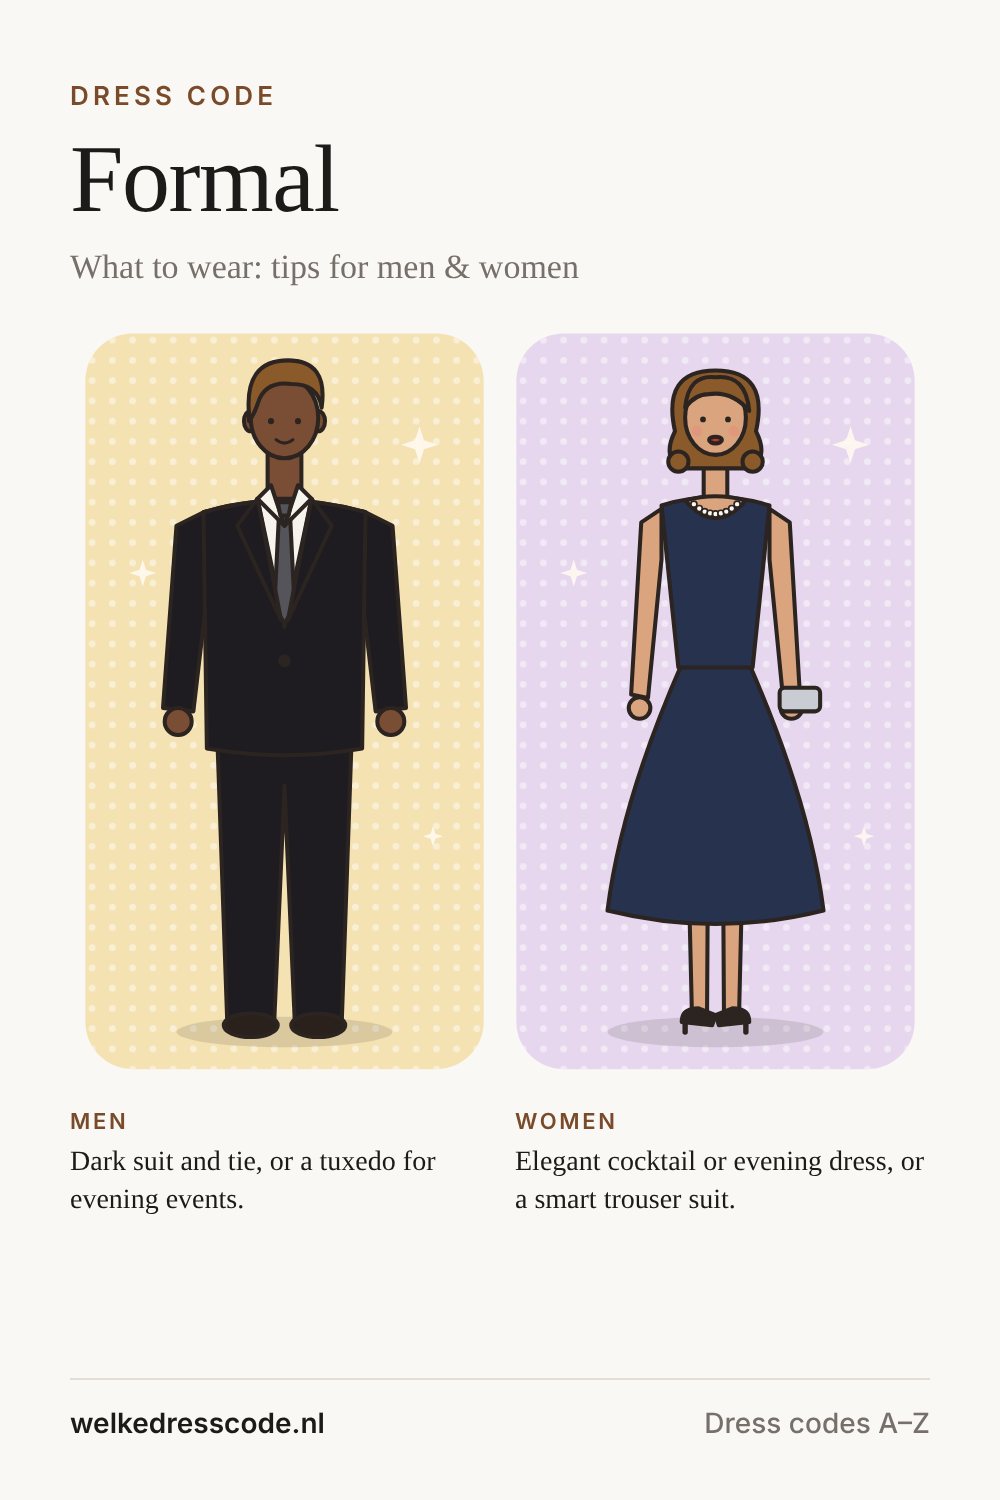 DRESS CODE
Formal
What to wear: tips for men & women
MEN
Dark suit and tie, or a tuxedo for
evening events.
WOMEN
Elegant cocktail or evening dress, or
a smart trouser suit.
welkedresscode.nl
Dress codes A–Z